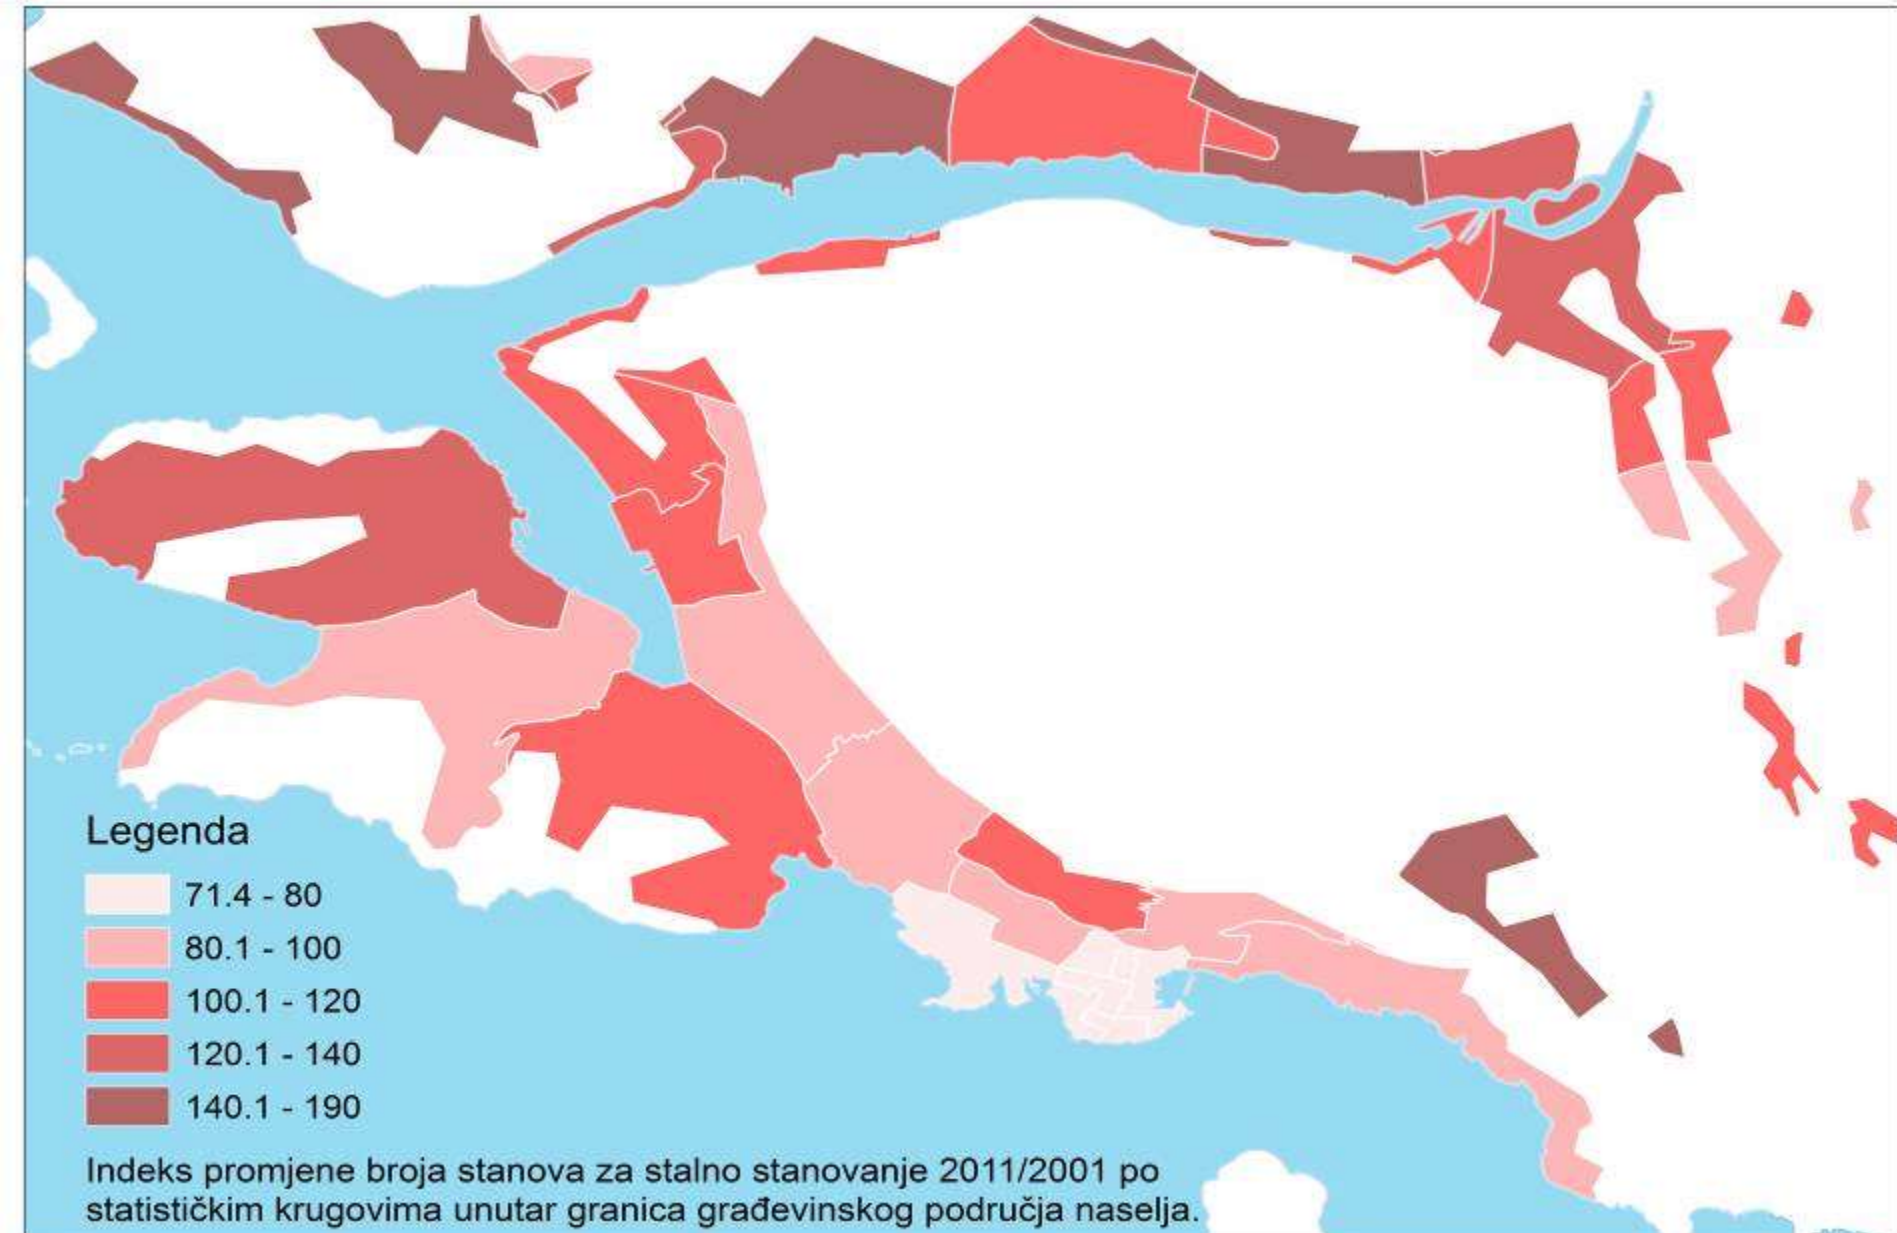 Legenda
71.4 - 80
80.1 - 100
100.1 - 120
120.1 - 140
140.1 - 190
Indeks promjene broja stanova za stalno stanovanje 2011/2001 po
statističkim krugovima unutar granica građevinskog područja naselja.